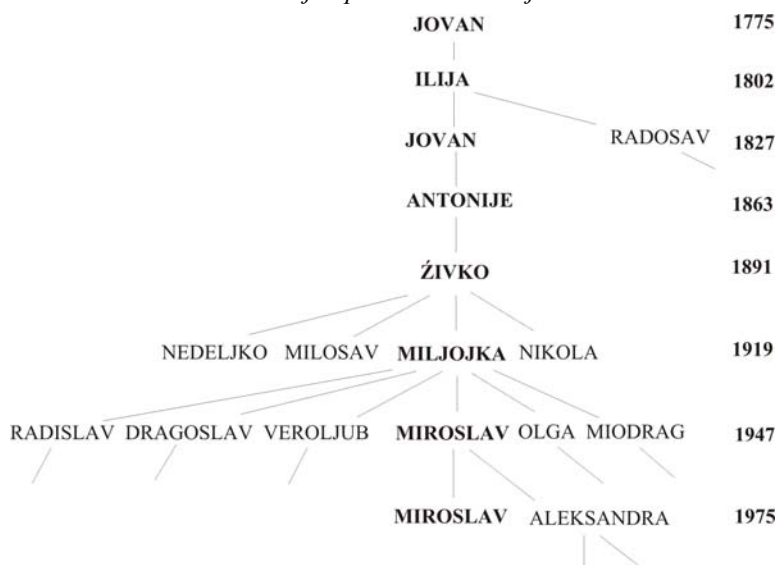 JOVAN 1775
ILIJA 1802
JOVAN RADOSAV 1827
ANTONIJE 1863
ŹIVKO 1891
NEDELJKO MILOSAV MILJOJKA NIKOLA 1919
RADISLAV DRAGOSLAV VEROLJUB MIROSLAV OLGA MIODRAG 1947
MIROSLAV ALEKSANDRA 1975